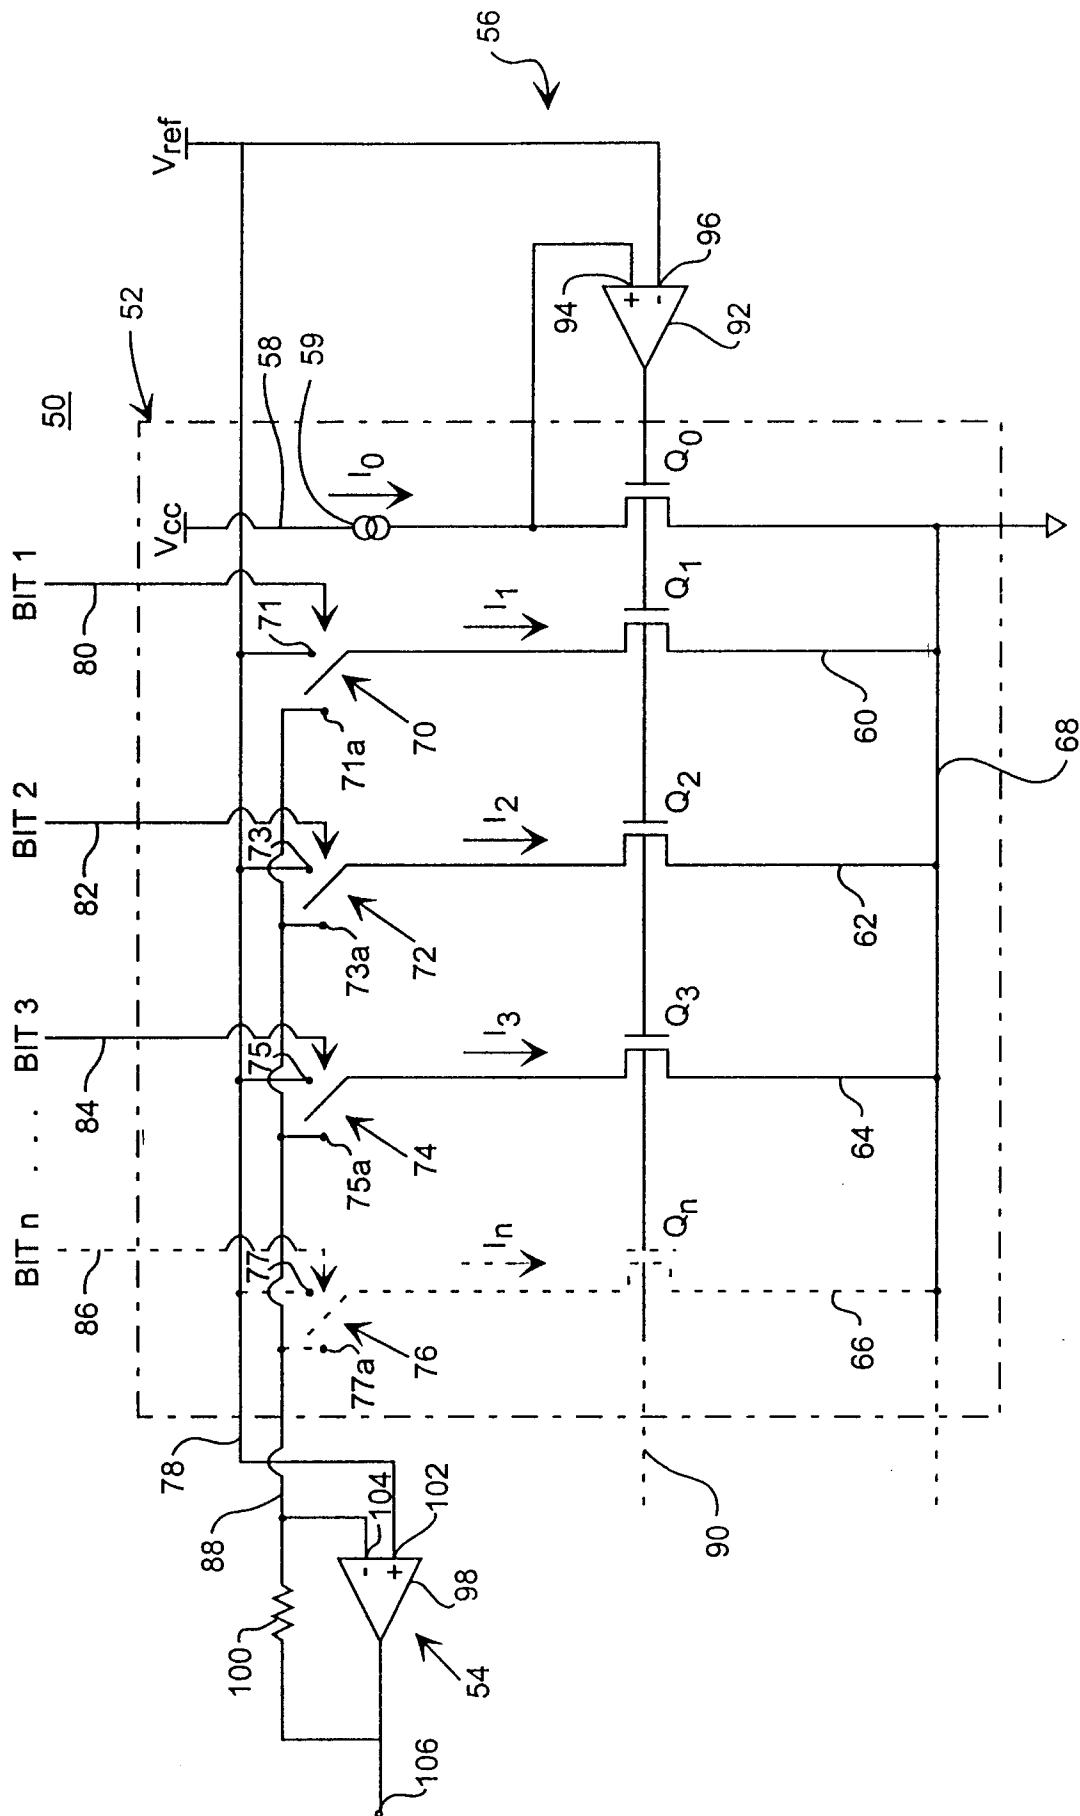 50
52
56
Vref
Vcc
BIT 1
BIT 2
BIT 3
. . . .
BIT n
80
82
84
86
58
59
I0
I1
I2
I3
In
71
71a
70
73
73a
72
75
75a
74
77
77a
76
78
88
104
102
100
98
54
106
94
96
92
+
-
-
+
Q0
Q1
Q2
Q3
Qn
60
62
64
66
68
90